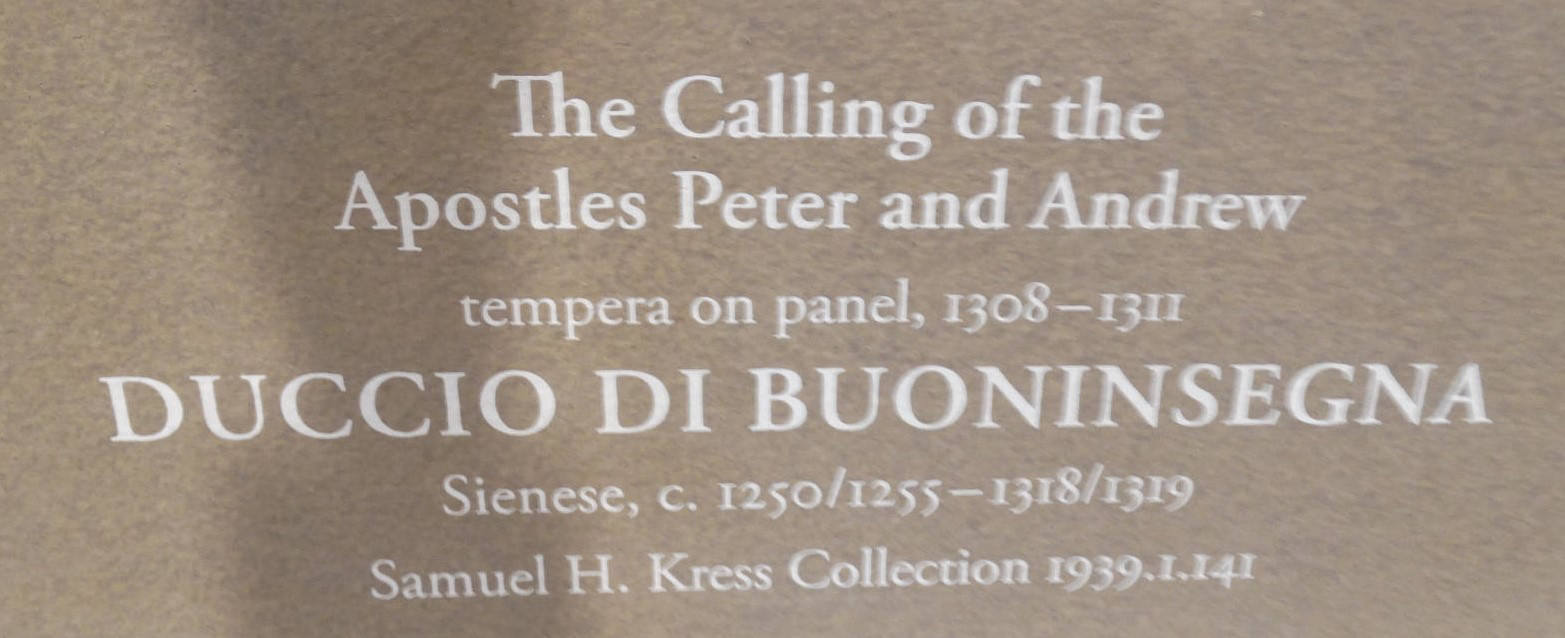 The Calling of the
Apostles Peter and Andrew
tempera on panel, 1308–1311
DUCCIO DI BUONINSEGNA
Sienese, c. 1250/1255–1318/1319
Samuel H. Kress Collection 1939.1.141